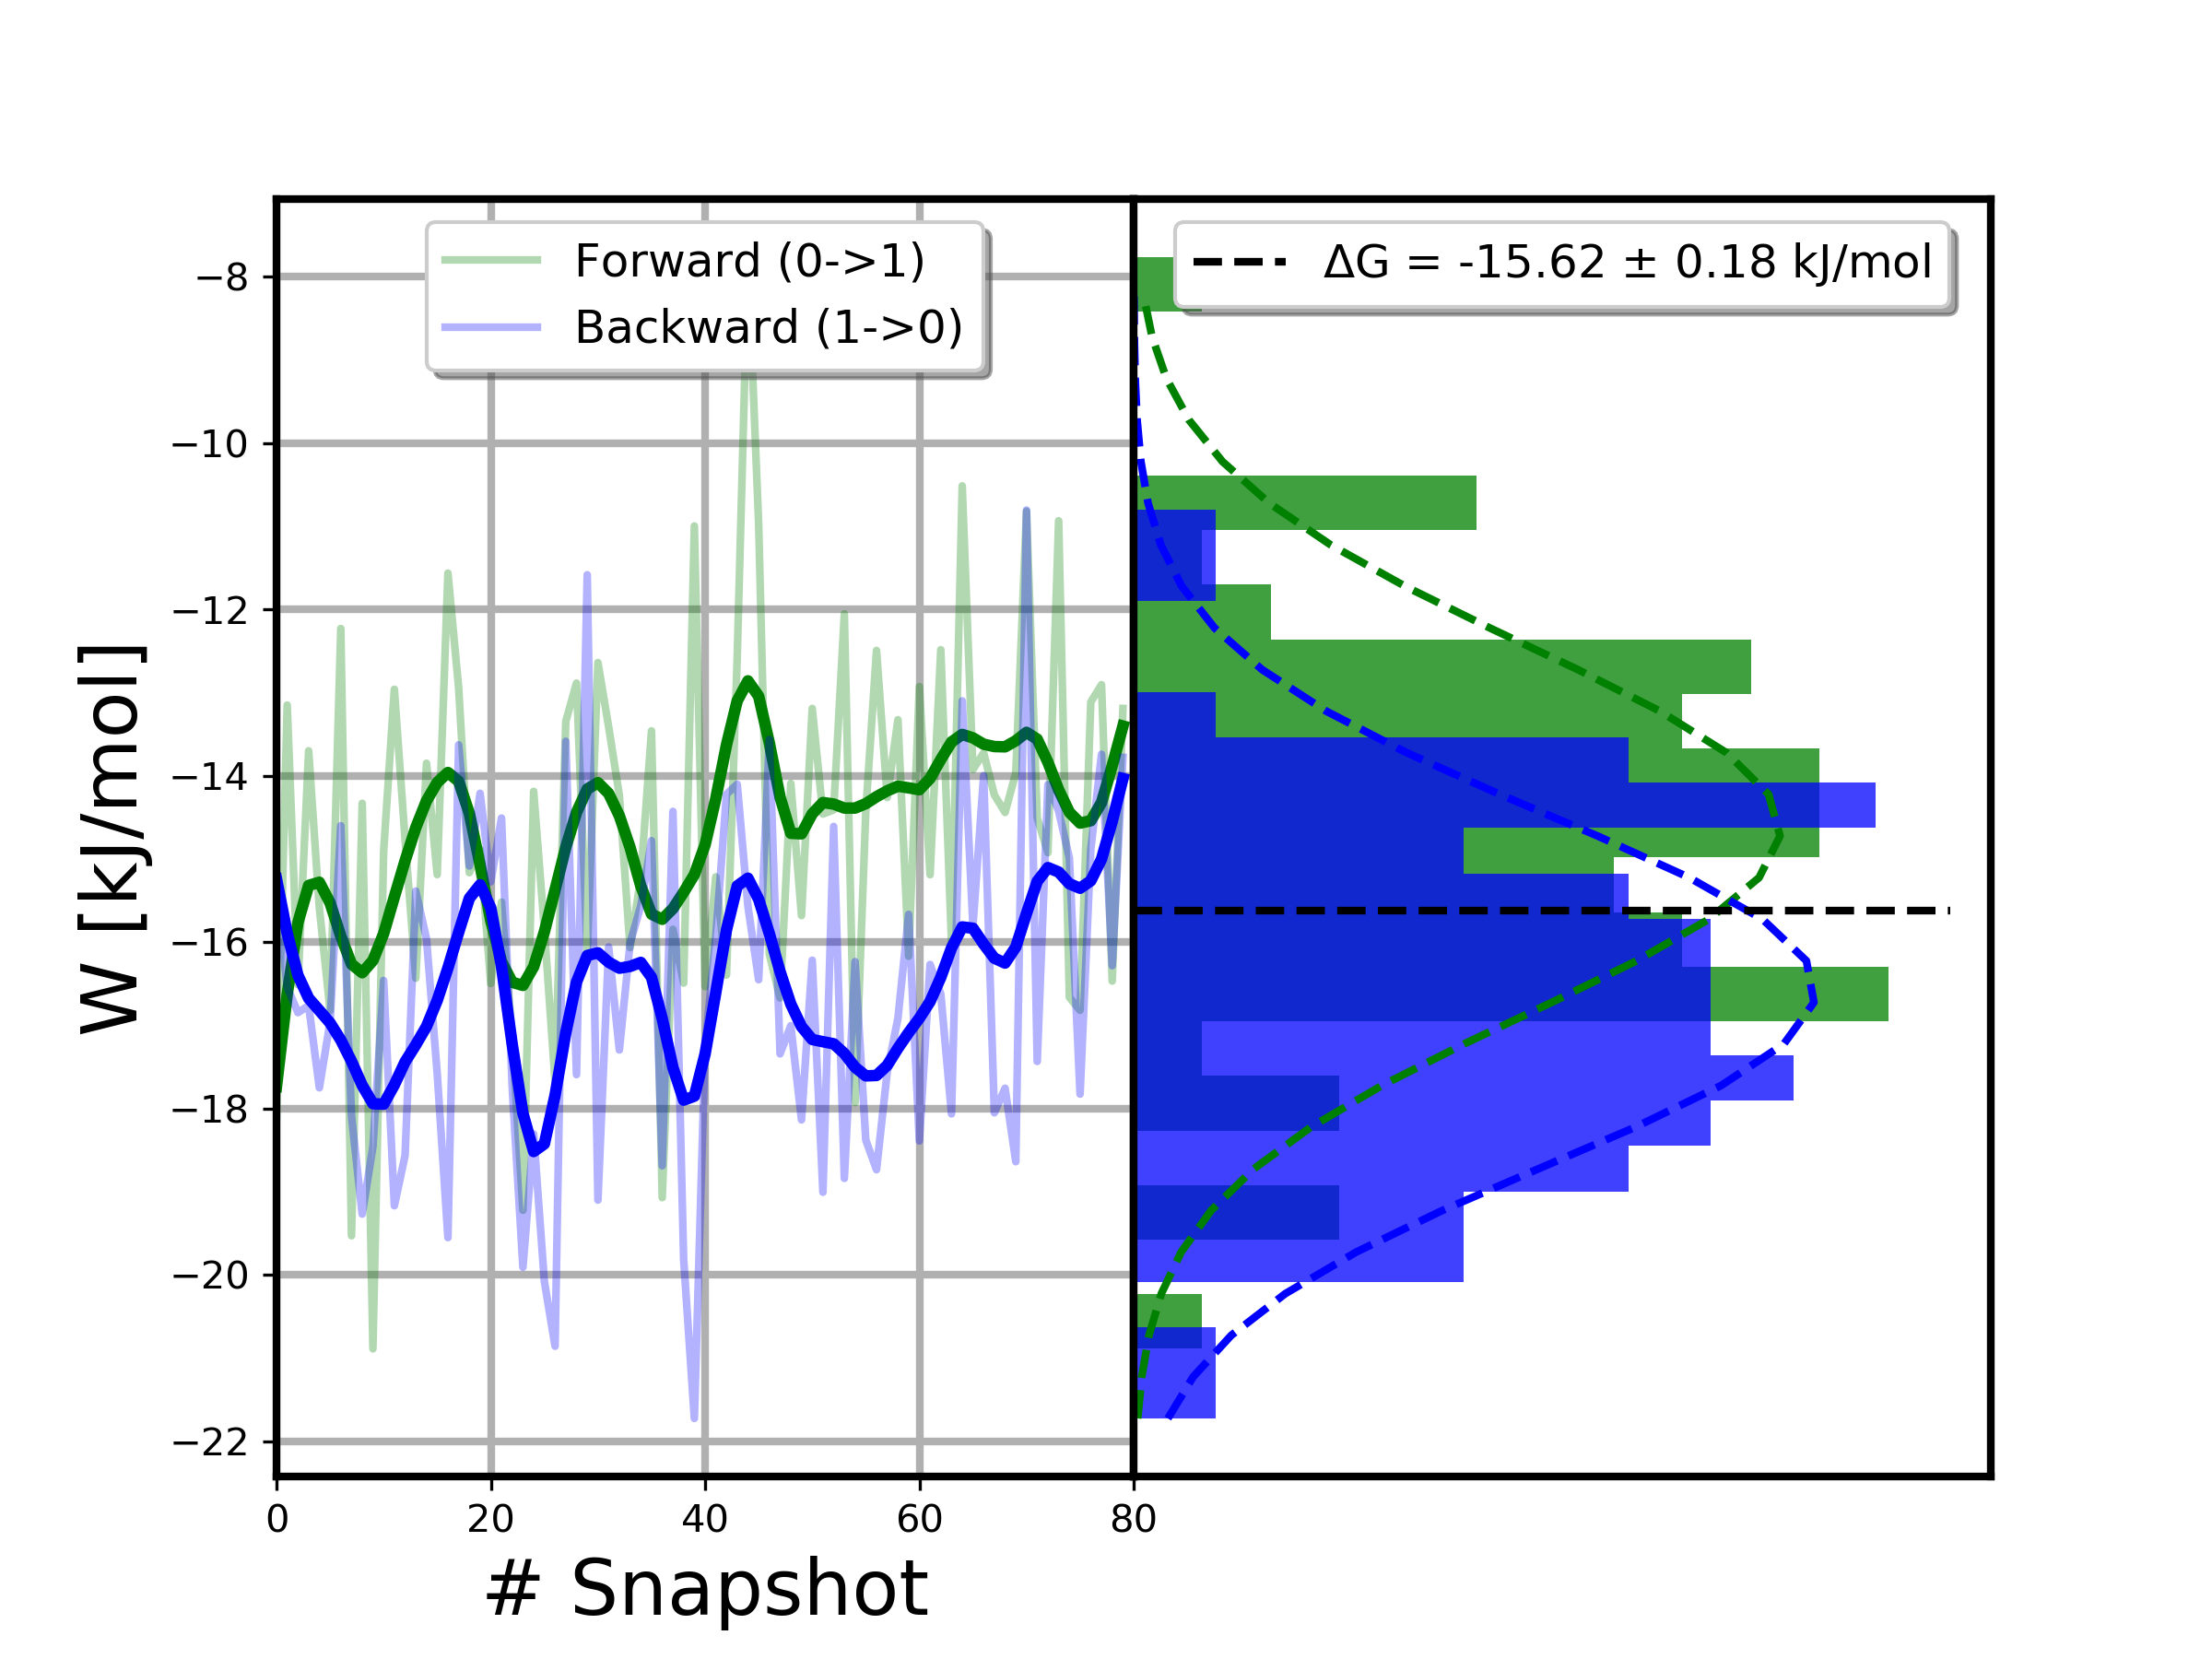 Forward (0->1)
Backward (1->0)
ΔG = -15.62 ± 0.18 kJ/mol
−8
−10
−12
−14
−16
−18
−20
−22
W [kJ/mol]
0 20 40 60 80
# Snapshot